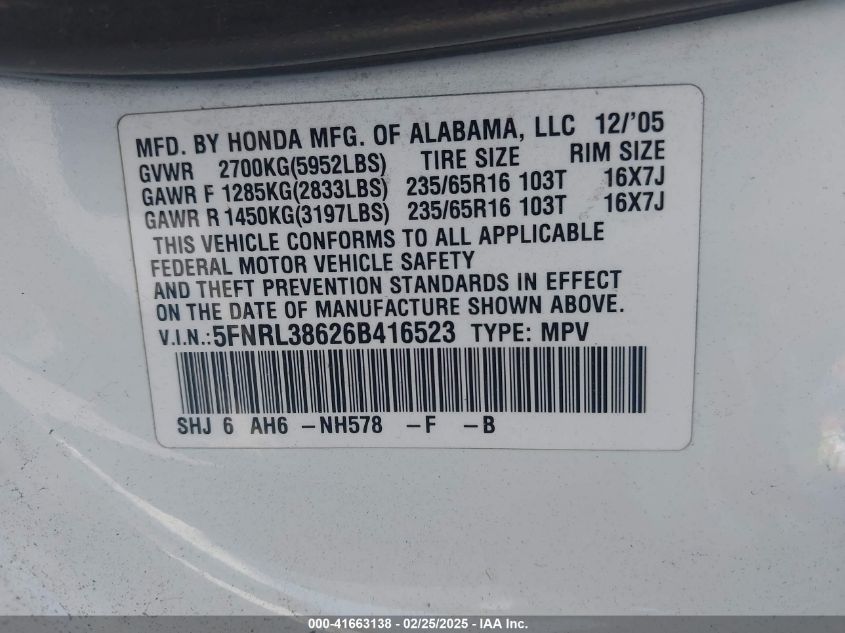 MFD. BY HONDA MFG. OF ALABAMA, LLC 12/'05
GVWR 2700KG(5952LBS) TIRE SIZE RIM SIZE
GAWR F 1285KG(2833LBS) 235/65R16 103T 16X7J
GAWR R 1450KG(3197LBS) 235/65R16 103T 16X7J
THIS VEHICLE CONFORMS TO ALL APPLICABLE
FEDERAL MOTOR VEHICLE SAFETY
AND THEFT PREVENTION STANDARDS IN EFFECT
ON THE DATE OF MANUFACTURE SHOWN ABOVE.
V.I.N.:5FNRL38626B416523 TYPE: MPV
SHJ 6 AH6 -NH578 -F -B
000-41663138 - 02/25/2025 - IAAI.COM